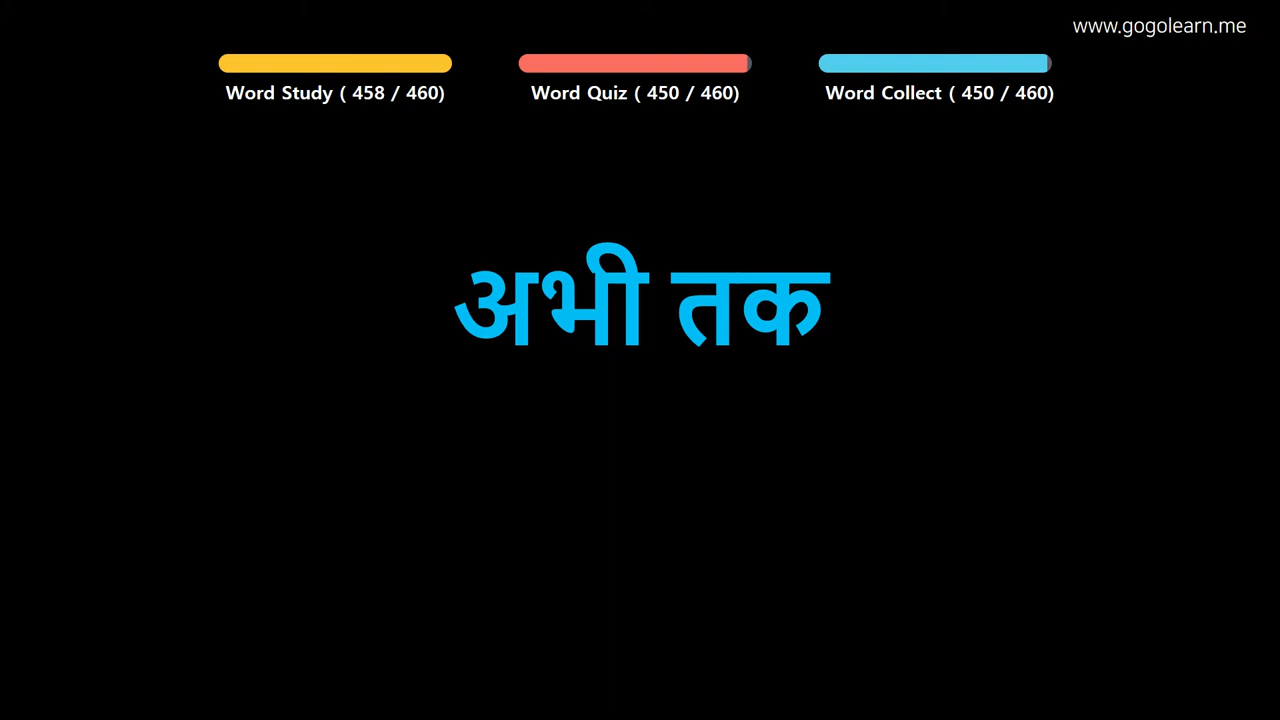 www.gogolearn.me
Word Study ( 458 / 460)
Word Quiz ( 450 / 460)
Word Collect ( 450 / 460)
अभी तक